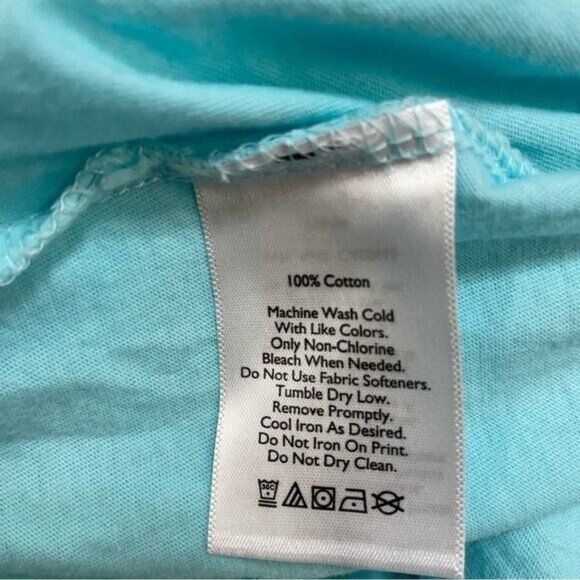 100% Cotton
Machine Wash Cold
With Like Colors.
Only Non-Chlorine
Bleach When Needed.
Do Not Use Fabric Softeners.
Tumble Dry Low.
Remove Promptly.
Cool Iron As Desired.
Do Not Iron On Print.
Do Not Dry Clean.
30C